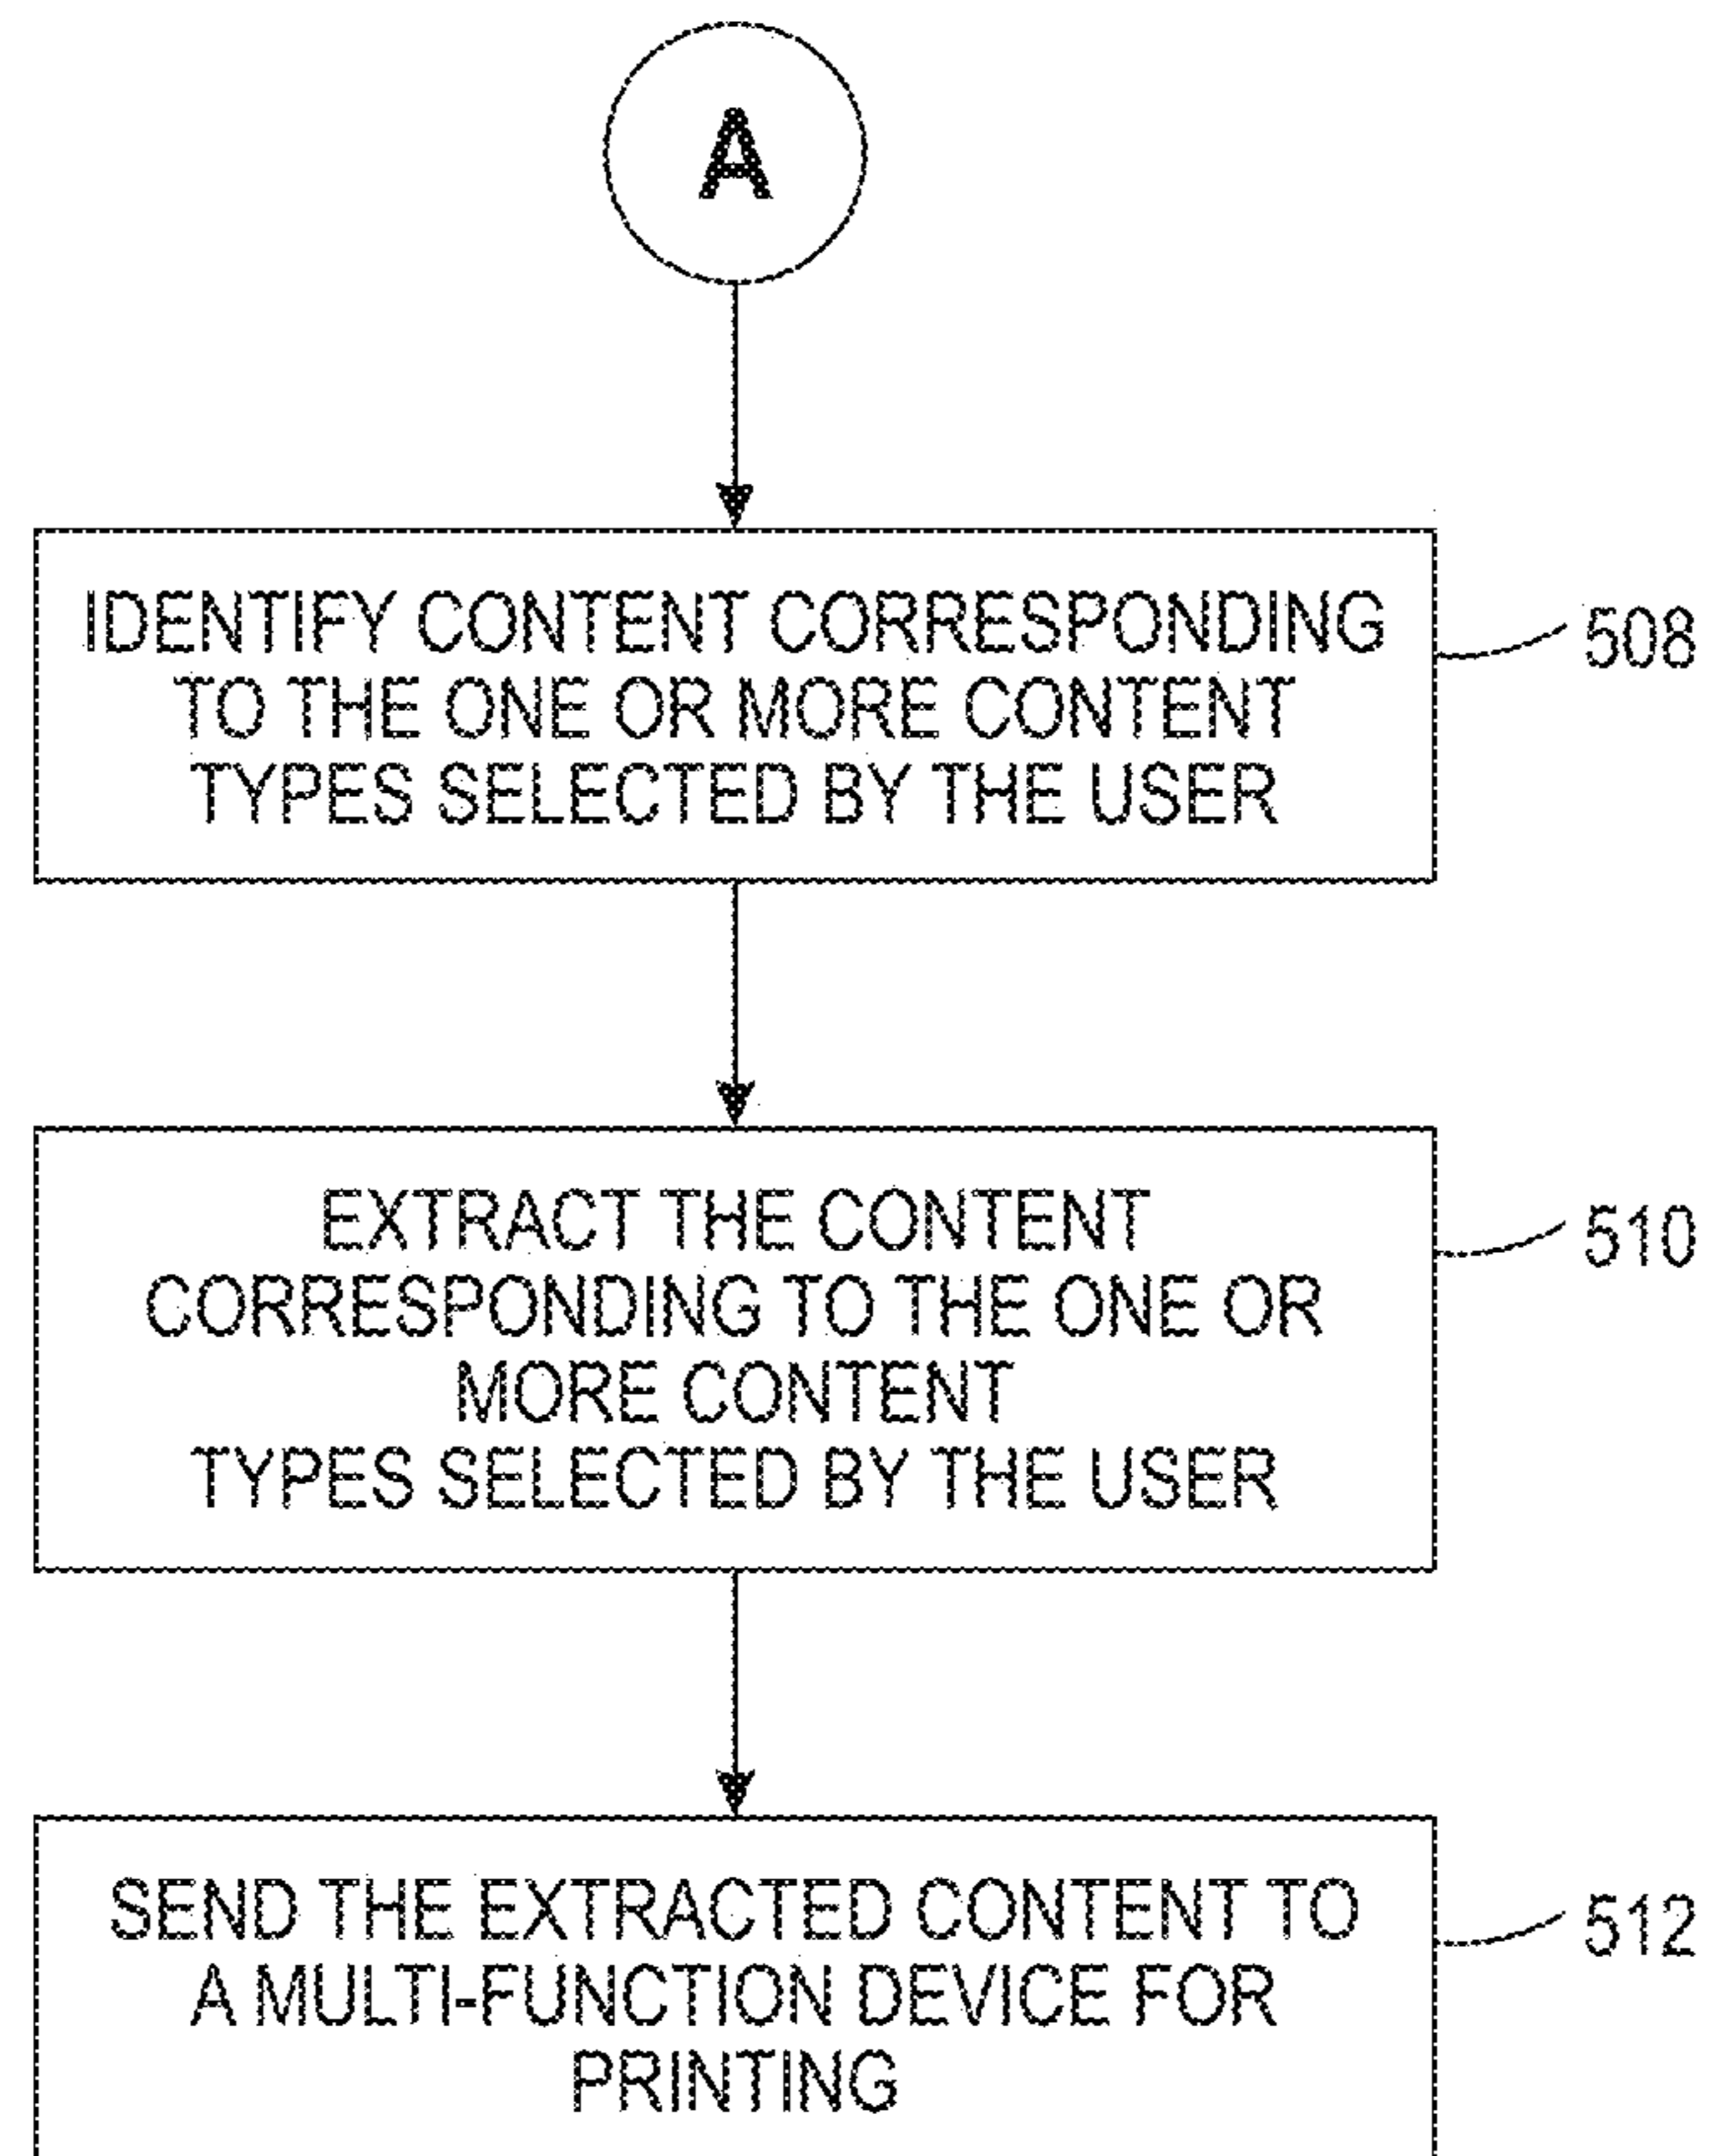 A
IDENTIFY CONTENT CORRESPONDING
TO THE ONE OR MORE CONTENT
TYPES SELECTED BY THE USER
508
EXTRACT THE CONTENT
CORRESPONDING TO THE ONE OR
MORE CONTENT
TYPES SELECTED BY THE USER
510
SEND THE EXTRACTED CONTENT TO
A MULTI-FUNCTION DEVICE FOR
PRINTING
512